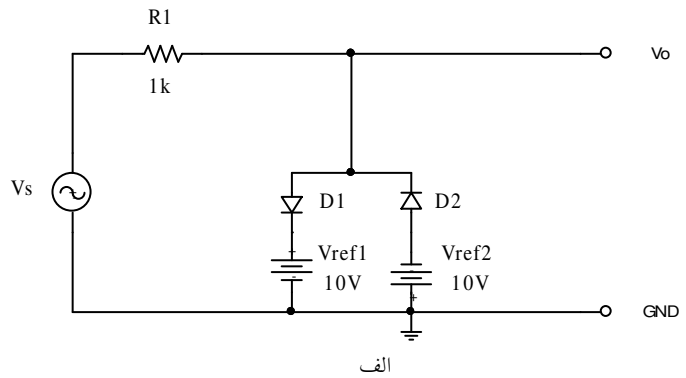 R1
1k
Vo
Vs
D1
D2
Vref1
10V
Vref2
10V
GND
الف